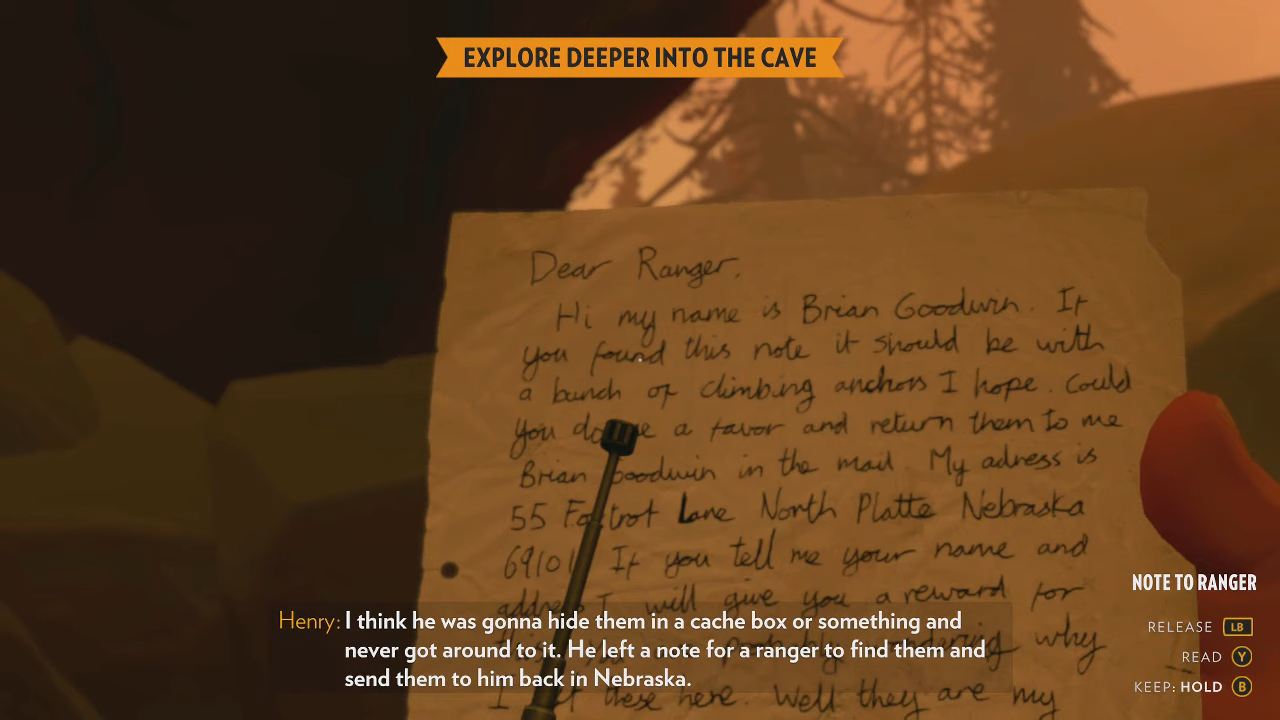 EXPLORE DEEPER INTO THE CAVE
Dear Ranger.
Hi my name is Brian Goodwin. If
you found this note it should be with
a bunch of climbing anchors I hope. Could
you do me a favor and return them to me
Brian Goodwin in the mail. My adress is
55 Foxtrot Lane North Platte Nebraska
69101 If you tell me your name and
address I will give you a reward for
probably wondering why
I left these here. Well they are my
Henry: I think he was gonna hide them in a cache box or something and
never got around to it. He left a note for a ranger to find them and
send them to him back in Nebraska.
NOTE TO RANGER
RELEASE LB
READ Y
KEEP: HOLD B